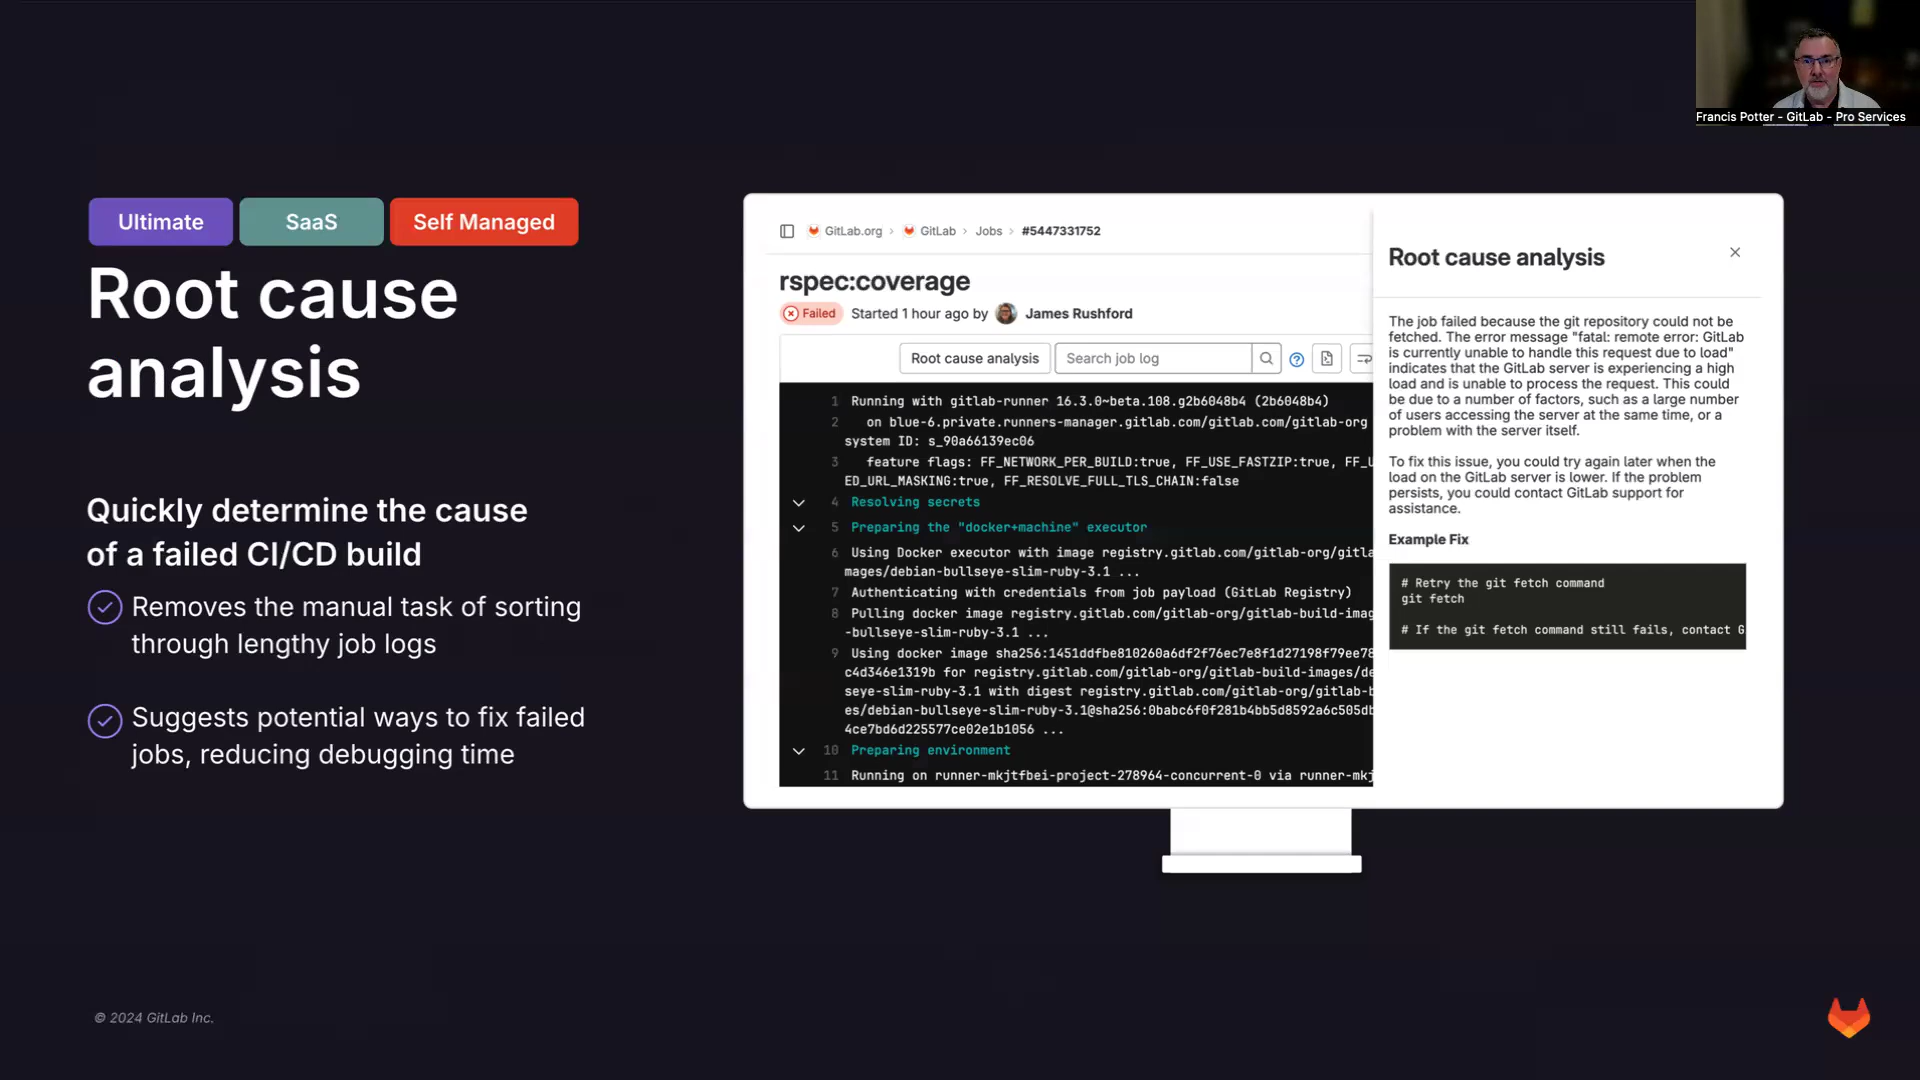 Francis Potter - GitLab - Pro Services
Ultimate
SaaS
Self Managed
Root cause
analysis
Quickly determine the cause
of a failed CI/CD build
Removes the manual task of sorting
through lengthy job logs
Suggests potential ways to fix failed
jobs, reducing debugging time
GitLab.org
GitLab
Jobs
#5447331752
rspec:coverage
Failed
Started 1 hour ago by
James Rushford
Root cause analysis
Search job log
1 Running with gitlab-runner 16.3.0~beta.108.g2b6048b4 (2b6048b4)
2 on blue-6.private.runners-manager.gitlab.com/gitlab.com/gitlab-org
system ID: s_90a66139ec06
3 feature flags: FF_NETWORK_PER_BUILD:true, FF_USE_FASTZIP:true, FF_U
ED_URL_MASKING:true, FF_RESOLVE_FULL_TLS_CHAIN:false
4 Resolving secrets
5 Preparing the "docker+machine" executor
6 Using Docker executor with image registry.gitlab.com/gitlab-org/gitla
mages/debian-bullseye-slim-ruby-3.1 ...
7 Authenticating with credentials from job payload (GitLab Registry)
8 Pulling docker image registry.gitlab.com/gitlab-org/gitlab-build-imag
-bullseye-slim-ruby-3.1 ...
9 Using docker image sha256:1451ddfbe810260a6df2f76ec7e8f1d27198f79ee78
c4d346e1319b for registry.gitlab.com/gitlab-org/gitlab-build-images/de
seye-slim-ruby-3.1 with digest registry.gitlab.com/gitlab-org/gitlab-b
es/debian-bullseye-slim-ruby-3.1@sha256:0babc6f0f281b4bb5d8592a6c505db
4ce7bd6d225577ce02e1b1056 ...
10 Preparing environment
11 Running on runner-mkjtfbei-project-278964-concurrent-0 via runner-mkj
Root cause analysis
The job failed because the git repository could not be
fetched. The error message "fatal: remote error: GitLab
is currently unable to handle this request due to load"
indicates that the GitLab server is experiencing a high
load and is unable to process the request. This could
be due to a number of factors, such as a large number
of users accessing the server at the same time, or a
problem with the server itself.
To fix this issue, you could try again later when the
load on the GitLab server is lower. If the problem
persists, you could contact GitLab support for
assistance.
Example Fix
# Retry the git fetch command
git fetch
# If the git fetch command still fails, contact G
© 2024 GitLab Inc.